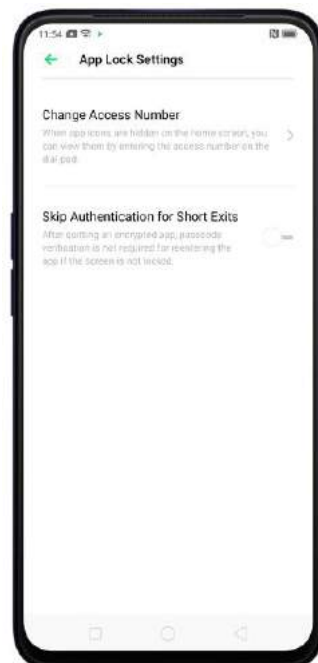 11:54
App Lock Settings
Change Access Number
When app icons are hidden on the home screen, you
can view them by entering the access number on the
dial pad.
Skip Authentication for Short Exits
After exiting an encrypted app, passcode
verification is not required for reentering the
app if the screen is not locked.